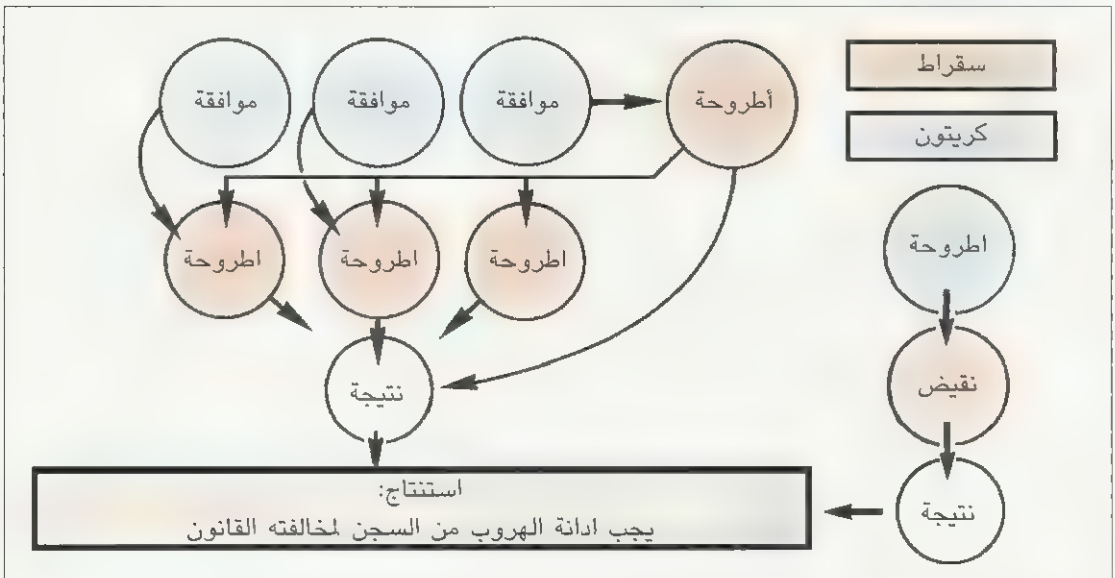 سقراط
أطروحة
موافقة
موافقة
موافقة
كريتون
اطروحة
اطروحة
اطروحة
اطروحة
نقيض
نتيجة
نتيجة
استنتاج:
يجب ادانة الهروب من السجن لمخالفته القانون